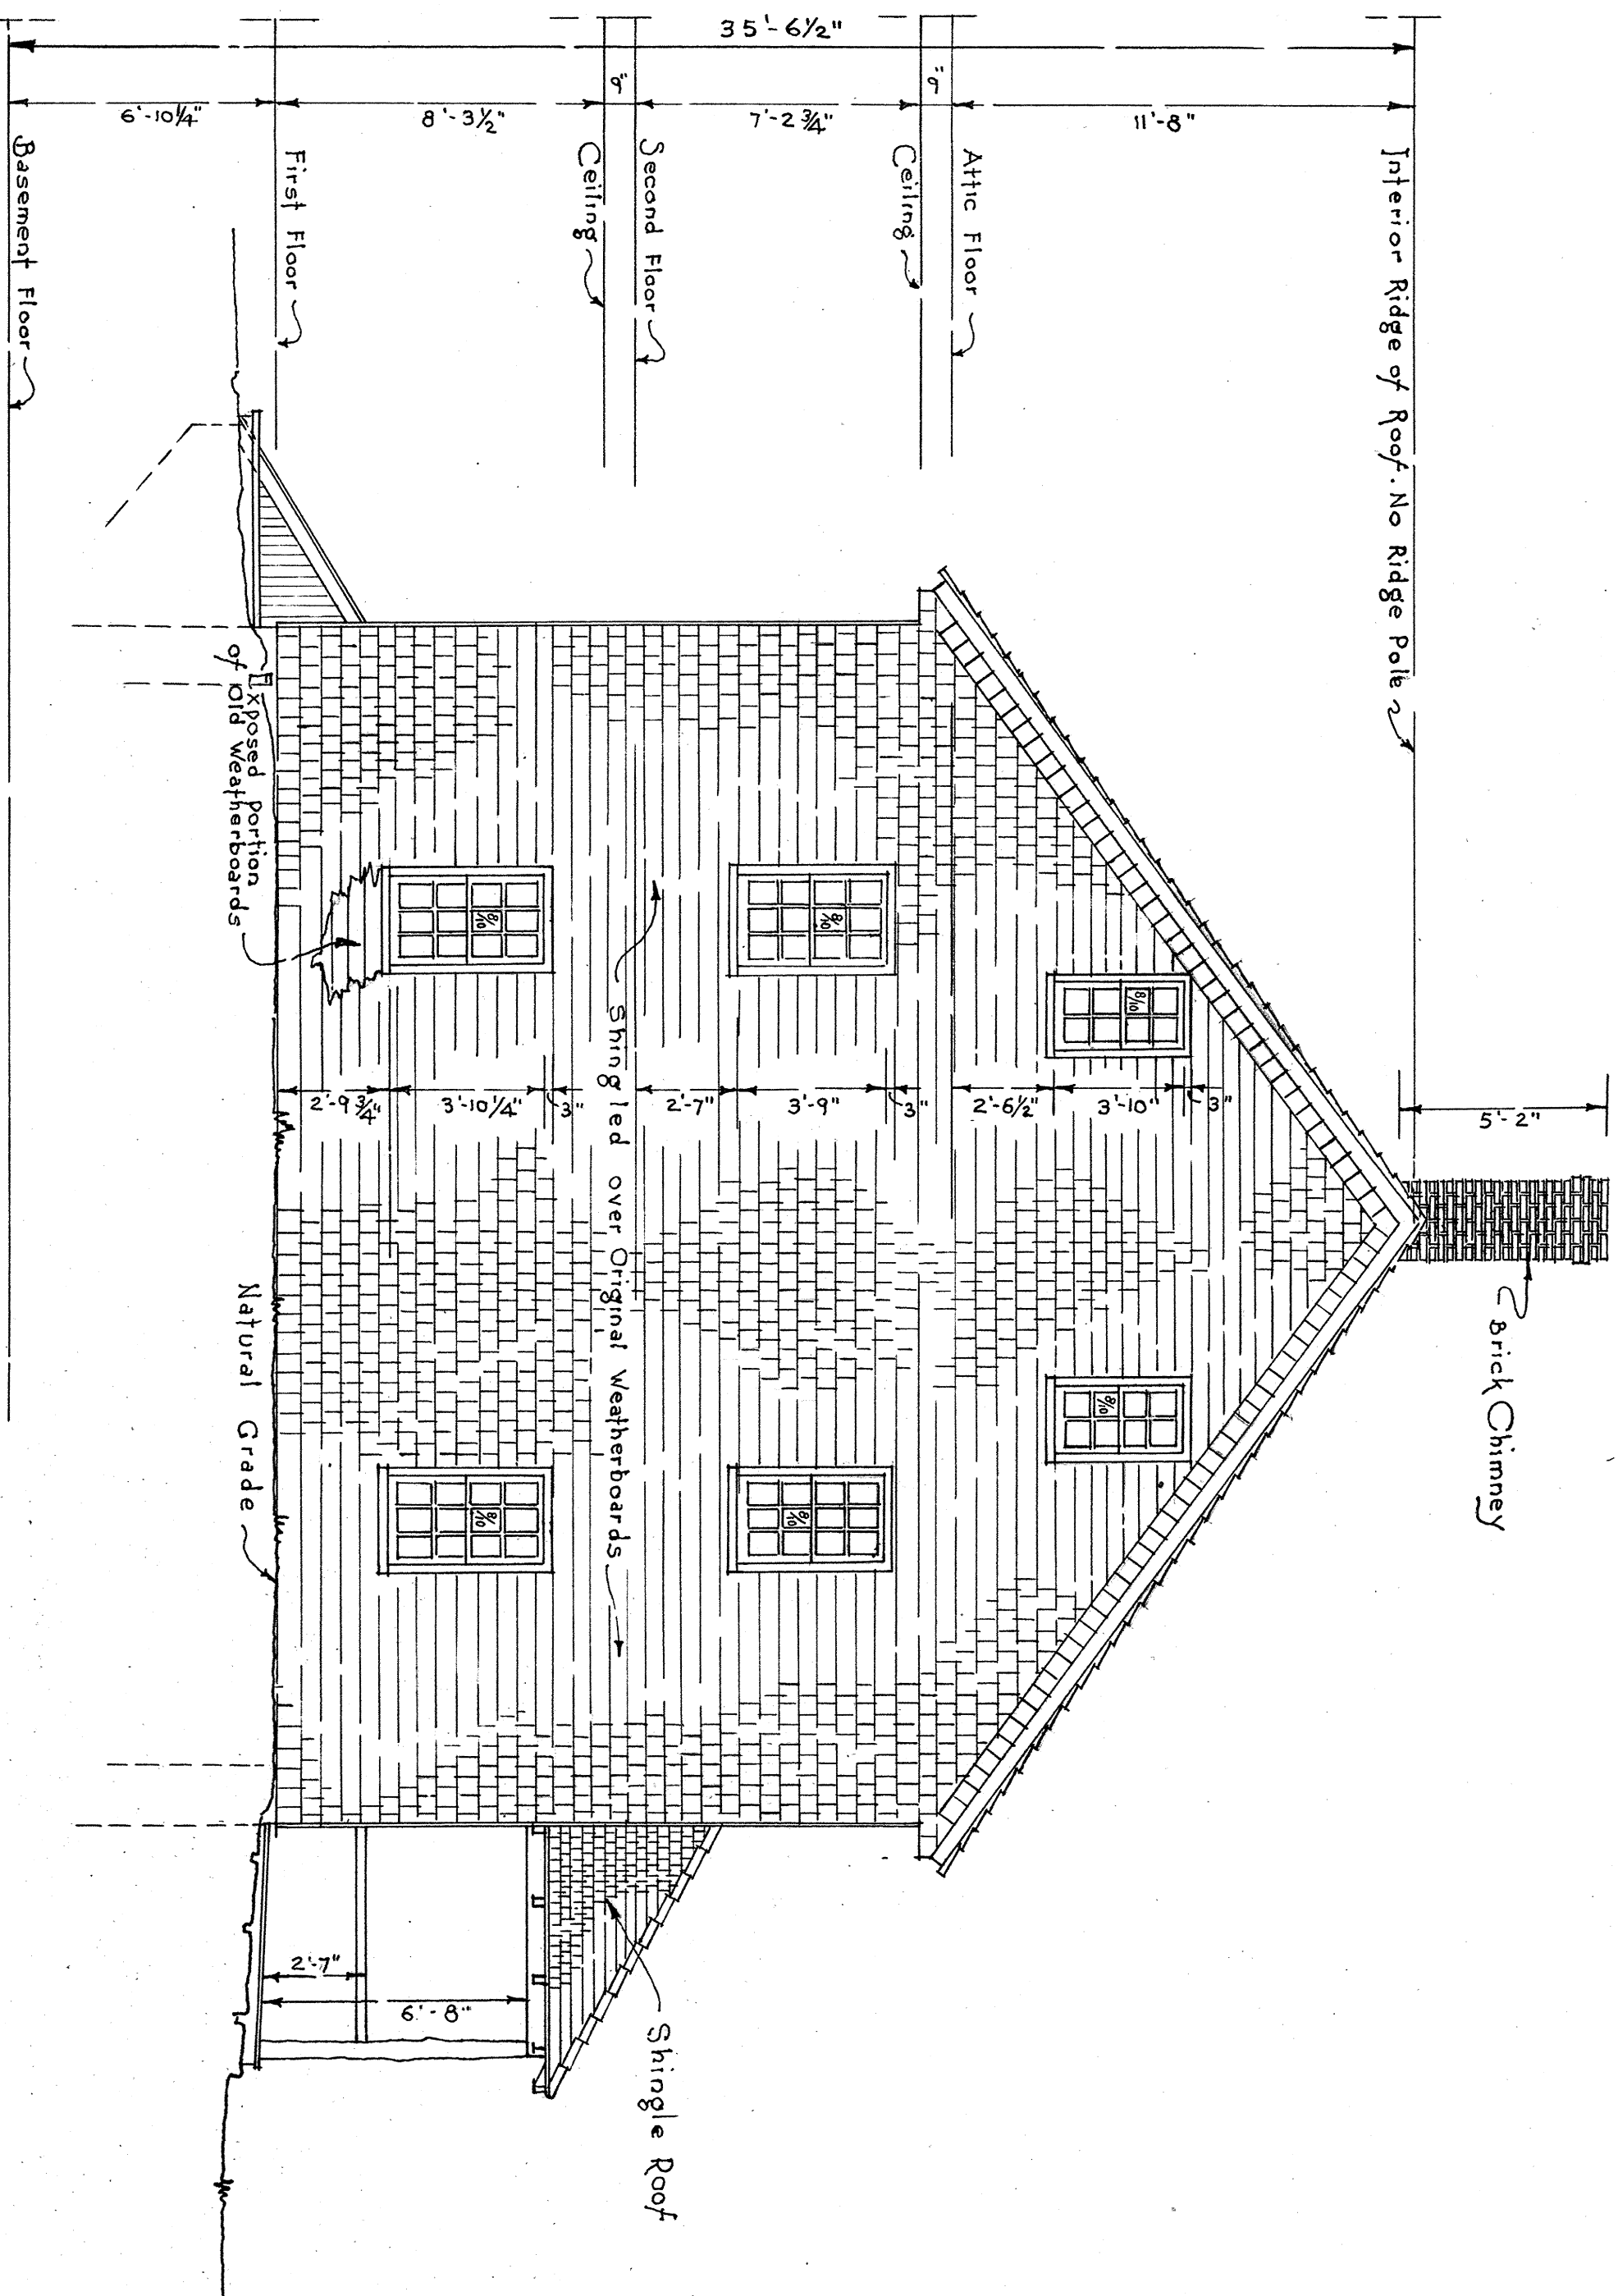 35'-6½"
6'-10¼"
8'-3½"
9"
7'-2¾"
9"
11'-8"
Interior Ridge of Roof. No Ridge Pole
Attic Floor
Ceiling
Second Floor
Ceiling
First Floor
Basement Floor
5'-2"
Brick Chimney
8/10
8/10
2'-6½"
3'-10"
3"
8/10
8/10
2'-7"
3'-9"
3"
Shingled over Original Weatherboards
8/10
8/10
2'-9¾"
3'-10¼"
3"
Exposed portion
of Old Weatherboards
Natural Grade
Shingle Roof
2'-7"
6'-8"